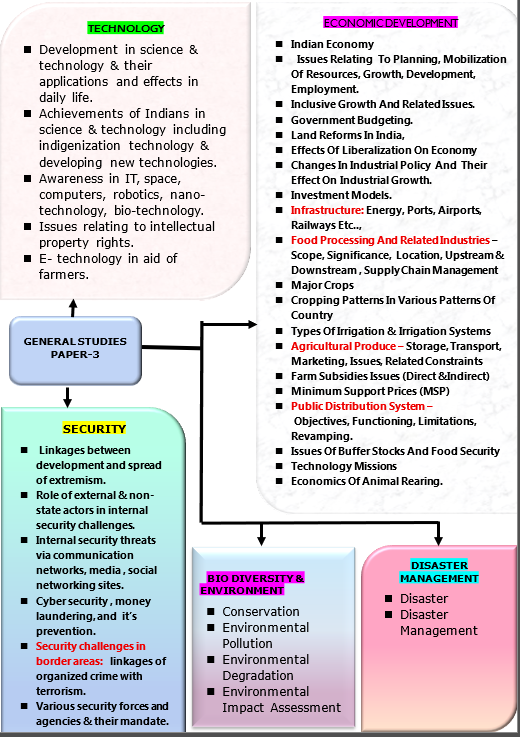 TECHNOLOGY
■ Development in science &
technology & their
applications and effects in
daily life.
■ Achievements of Indians in
science & technology including
indigenization technology &
developing new technologies.
■ Awareness in IT, space,
computers, robotics, nano-
technology, bio-technology.
■ Issues relating to intellectual
property rights.
■ E- technology in aid of
farmers.
ECONOMIC DEVELOPMENT
■ Indian Economy
■ Issues Relating To Planning, Mobilization
Of Resources, Growth, Development,
Employment.
■ Inclusive Growth And Related Issues.
■ Government Budgeting.
■ Land Reforms In India,
■ Effects Of Liberalization On Economy
■ Changes In Industrial Policy And Their
Effect On Industrial Growth.
■ Investment Models.
■ Infrastructure: Energy, Ports, Airports,
Railways Etc..,
■ Food Processing And Related Industries –
Scope, Significance, Location, Upstream &
Downstream , Supply Chain Management
■ Major Crops
■ Cropping Patterns In Various Patterns Of
Country
■ Types Of Irrigation & Irrigation Systems
■ Agricultural Produce – Storage, Transport,
Marketing, Issues, Related Constraints
■ Farm Subsidies Issues (Direct &Indirect)
■ Minimum Support Prices (MSP)
■ Public Distribution System –
Objectives, Functioning, Limitations,
Revamping.
■ Issues Of Buffer Stocks And Food Security
■ Technology Missions
■ Economics Of Animal Rearing.
GENERAL STUDIES
PAPER-3
SECURITY
■ Linkages between
development and spread
of extremism.
■ Role of external & non-
state actors in internal
security challenges.
■ Internal security threats
via communication
networks, media , social
networking sites.
■ Cyber security , money
laundering, and it's
prevention.
■ Security challenges in
border areas: linkages of
organized crime with
terrorism.
■ Various security forces and
agencies & their mandate.
BIO DIVERSITY &
ENVIRONMENT
■ Conservation
■ Environmental
Pollution
■ Environmental
Degradation
■ Environmental
Impact Assessment
DISASTER
MANAGEMENT
■ Disaster
■ Disaster
Management